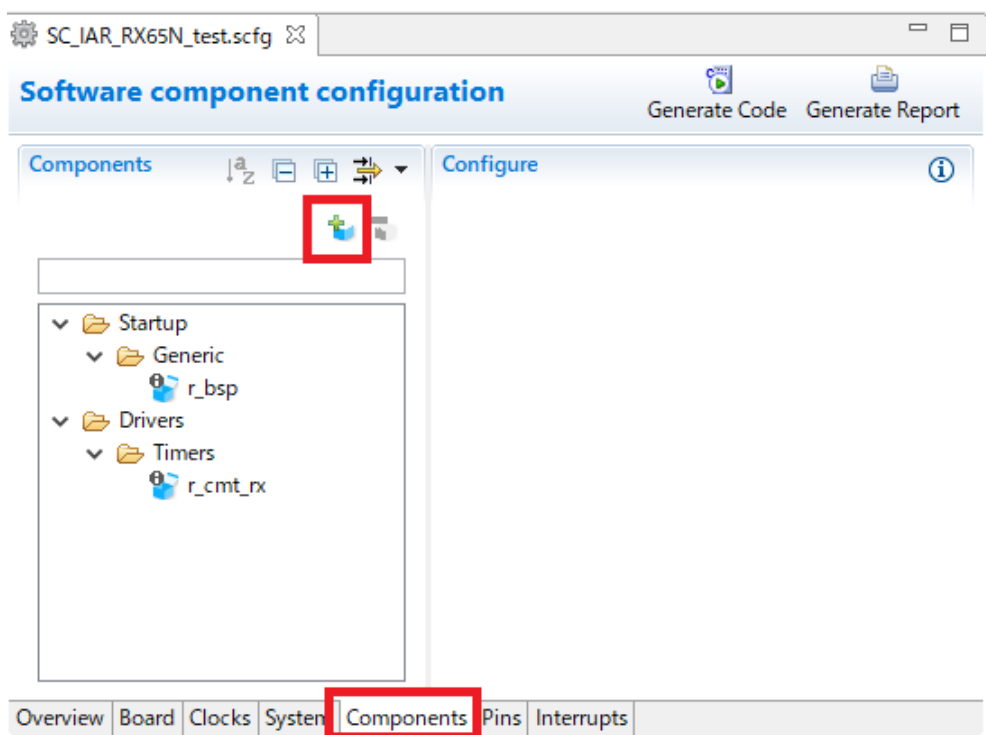 SC_IAR_RX65N_test.scfg
Software component configuration
Generate Code Generate Report
Components
Configure
Startup
Generic
r_bsp
Drivers
Timers
r_cmt_rx
Overview Board Clocks System Components Pins Interrupts